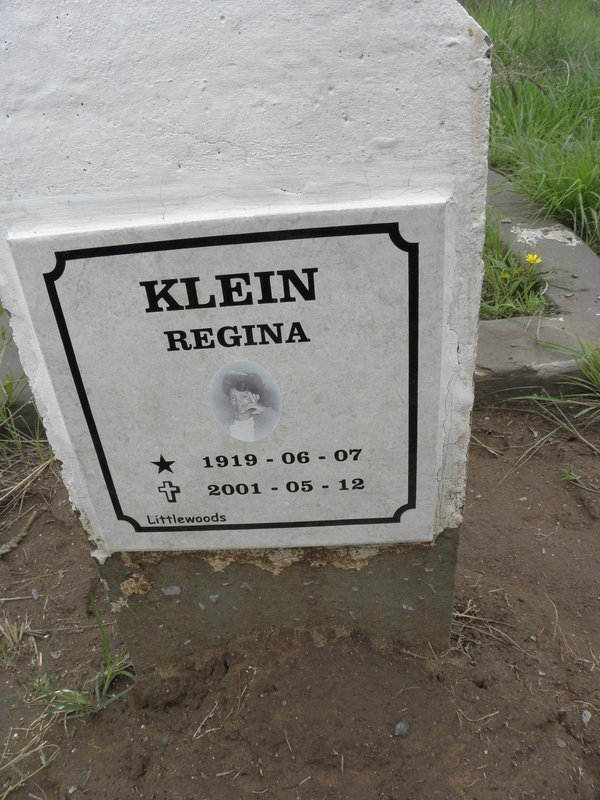 KLEIN
REGINA
1919 - 06 - 07
2001 - 05 - 12
Littlewoods